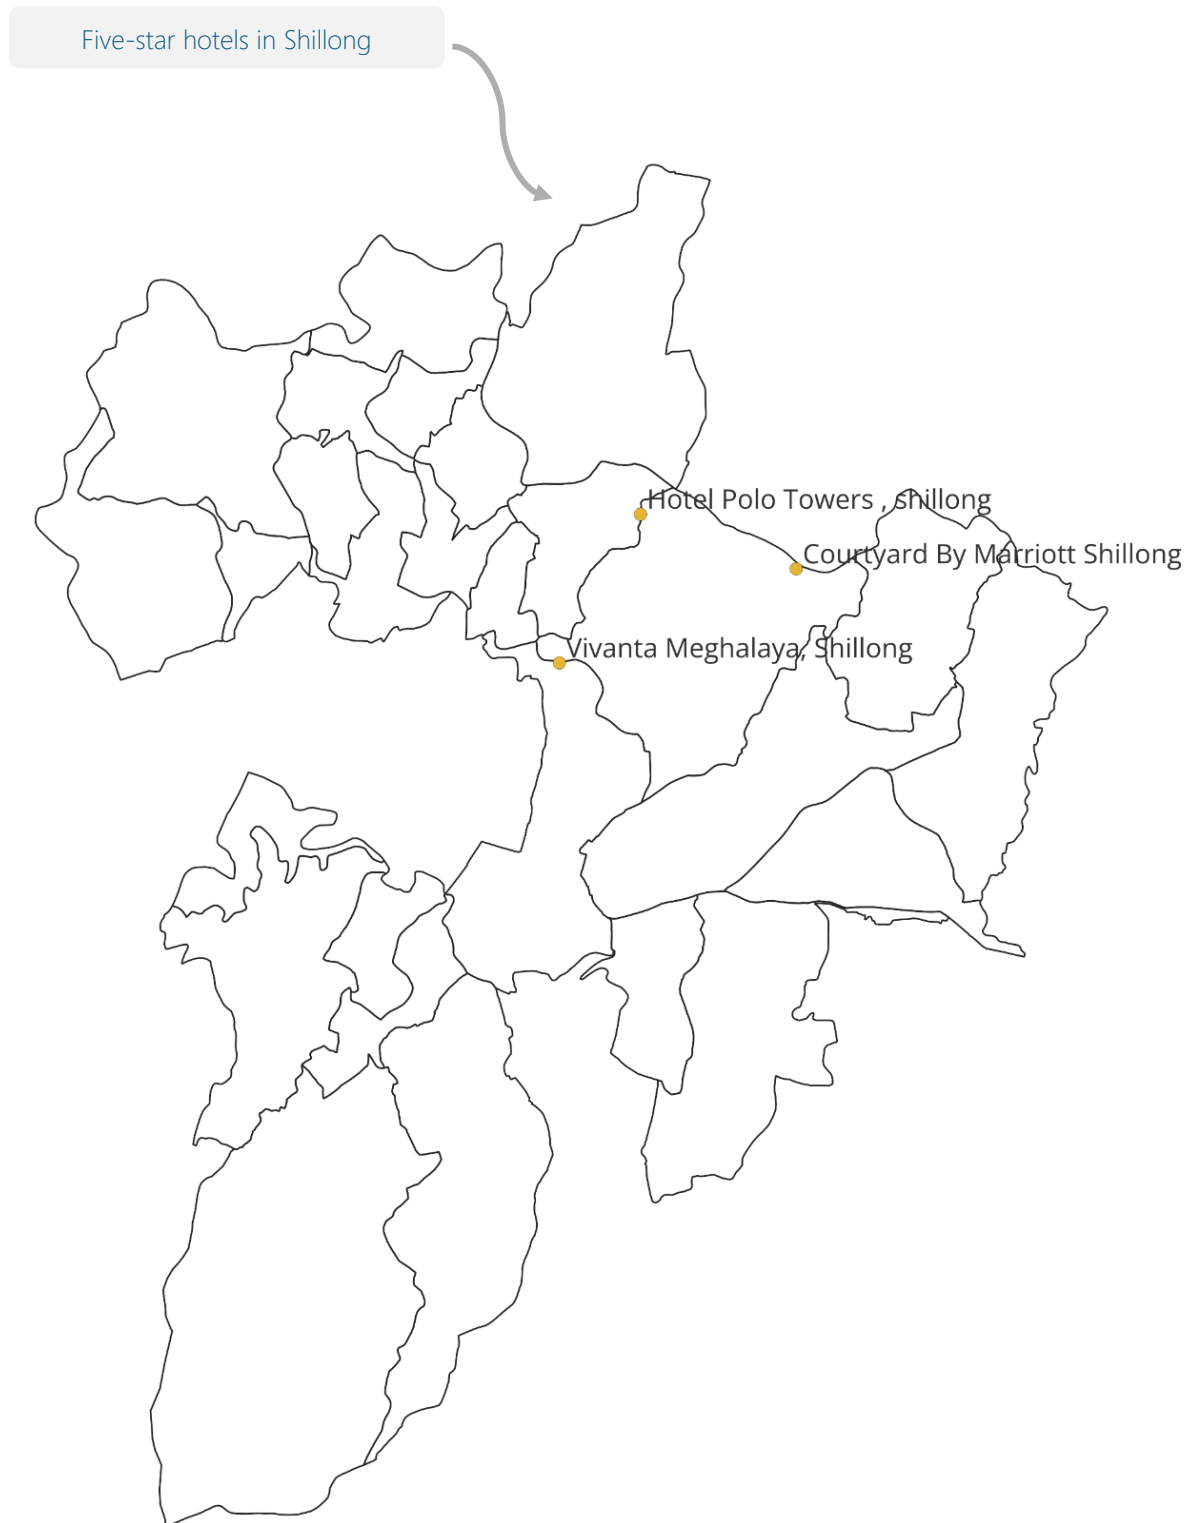 Five-star hotels in Shillong
Hotel Polo Towers , shillong
Courtyard By Marriott Shillong
Vivanta Meghalaya, Shillong